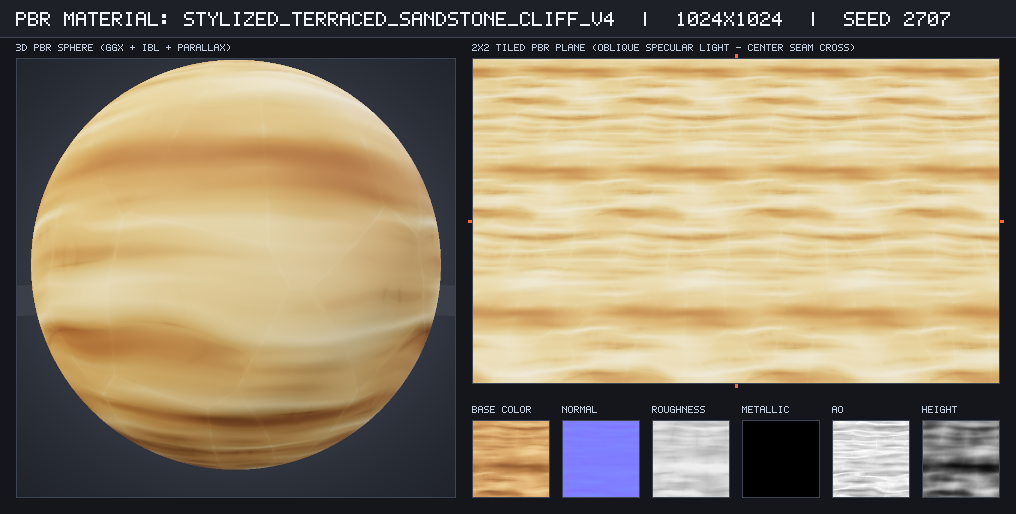 PBR MATERIAL: STYLIZED_TERRACED_SANDSTONE_CLIFF_V4 | 1024X1024 | SEED 2707
3D PBR SPHERE (GGX + IBL + PARALLAX)
2X2 TILED PBR PLANE (OBLIQUE SPECULAR LIGHT - CENTER SEAM CROSS)
BASE COLOR
NORMAL
ROUGHNESS
METALLIC
AO
HEIGHT